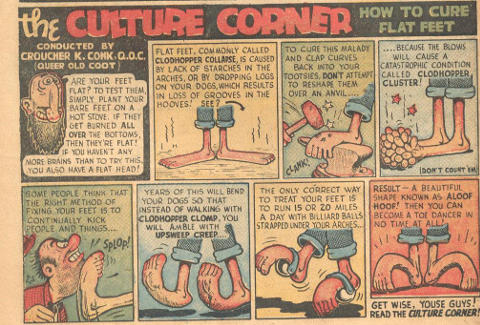 the CULTURE CORNER
HOW TO CURE
FLAT FEET
CONDUCTED BY
CROUCHER K. CONK. Q.O.C.
(QUEER OLD COOT)
ARE YOUR FEET
FLAT? TO TEST THEM,
SIMPLY PLANT YOUR
BARE FEET ON A
HOT STOVE. IF THEY
GET BURNED ALL
OVER THE BOTTOMS,
THEN THEY'RE FLAT!
IF YOU HAVEN'T ANY
MORE BRAINS THAN TO TRY THIS,
YOU ALSO HAVE A FLAT HEAD!
FLAT FEET, COMMONLY CALLED
CLODHOPPER COLLAPSE, IS CAUSED
BY LACK OF STARCHES IN THE
ARCHES, OR BY DROPPING LOGS
ON YOUR DOGS, WHICH RESULTS
IN LOSS OF GROOVES IN THE
HOOVES! SEE?
TO CURE THIS MALADY
AND CLAP CURVES
BACK INTO YOUR
TOOTSIES, DON'T ATTEMPT
TO RESHAPE THEM
OVER AN ANVIL.....
CLANK!
....BECAUSE THE BLOWS
WILL CAUSE A
CATASTROPHIC CONDITION
CALLED CLODHOPPER
CLUSTER!
(DON'T COUNT 'EM)
SOME PEOPLE THINK THAT
THE RIGHT METHOD OF
FIXING YOUR FEET IS TO
CONTINUALLY KICK
PEOPLE AND THINGS...
SPLOP!
YEARS OF THIS WILL BEND
YOUR DOGS SO THAT
INSTEAD OF WALKING WITH
CLODHOPPER CLOMP, YOU
WILL AMBLE WITH
UPSWEEP CREEP...
THE ONLY CORRECT WAY
TO TREAT YOUR FEET IS
TO RUN 15 OR 20 MILES
A DAY WITH BILLIARD BALLS
STRAPPED UNDER YOUR ARCHES...
RESULT — A BEAUTIFUL
SHAPE KNOWN AS ALOOF
HOOF! THEN YOU CAN
BECOME A TOE DANCER IN
NO TIME AT ALL!
GET WISE, YOUSE GUYS!
READ THE CULTURE CORNER!